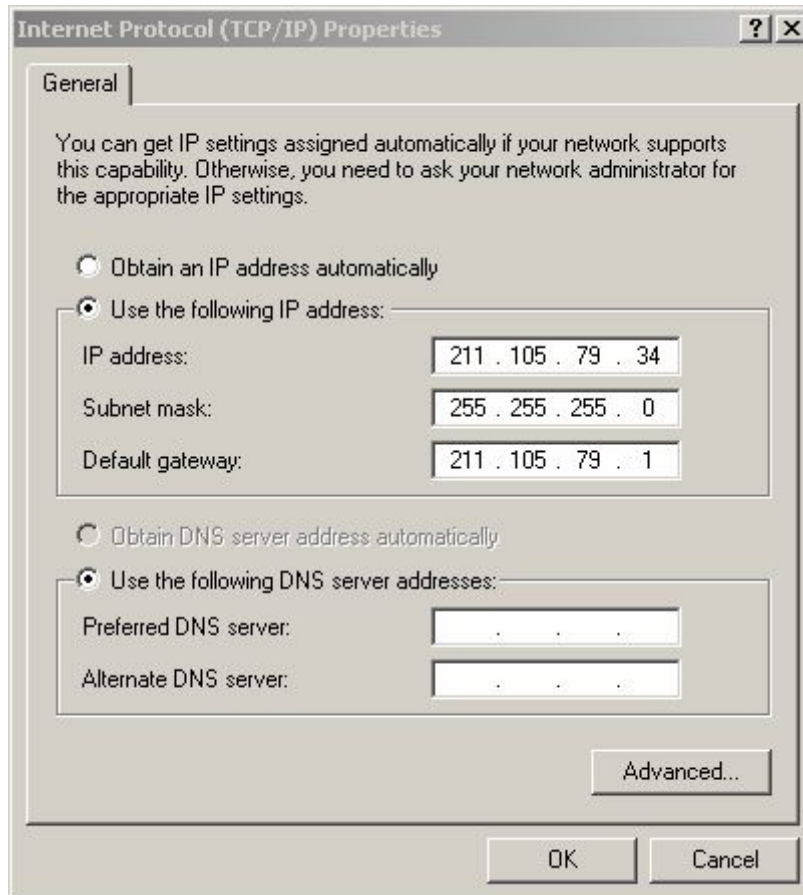 Internet Protocol (TCP/IP) Properties
General
You can get IP settings assigned automatically if your network supports
this capability. Otherwise, you need to ask your network administrator for
the appropriate IP settings.
Obtain an IP address automatically
Use the following IP address:
IP address: 211 . 105 . 79 . 34
Subnet mask: 255 . 255 . 255 . 0
Default gateway: 211 . 105 . 79 . 1
Obtain DNS server address automatically
Use the following DNS server addresses:
Preferred DNS server: . . .
Alternate DNS server: . . .
Advanced...
OK Cancel